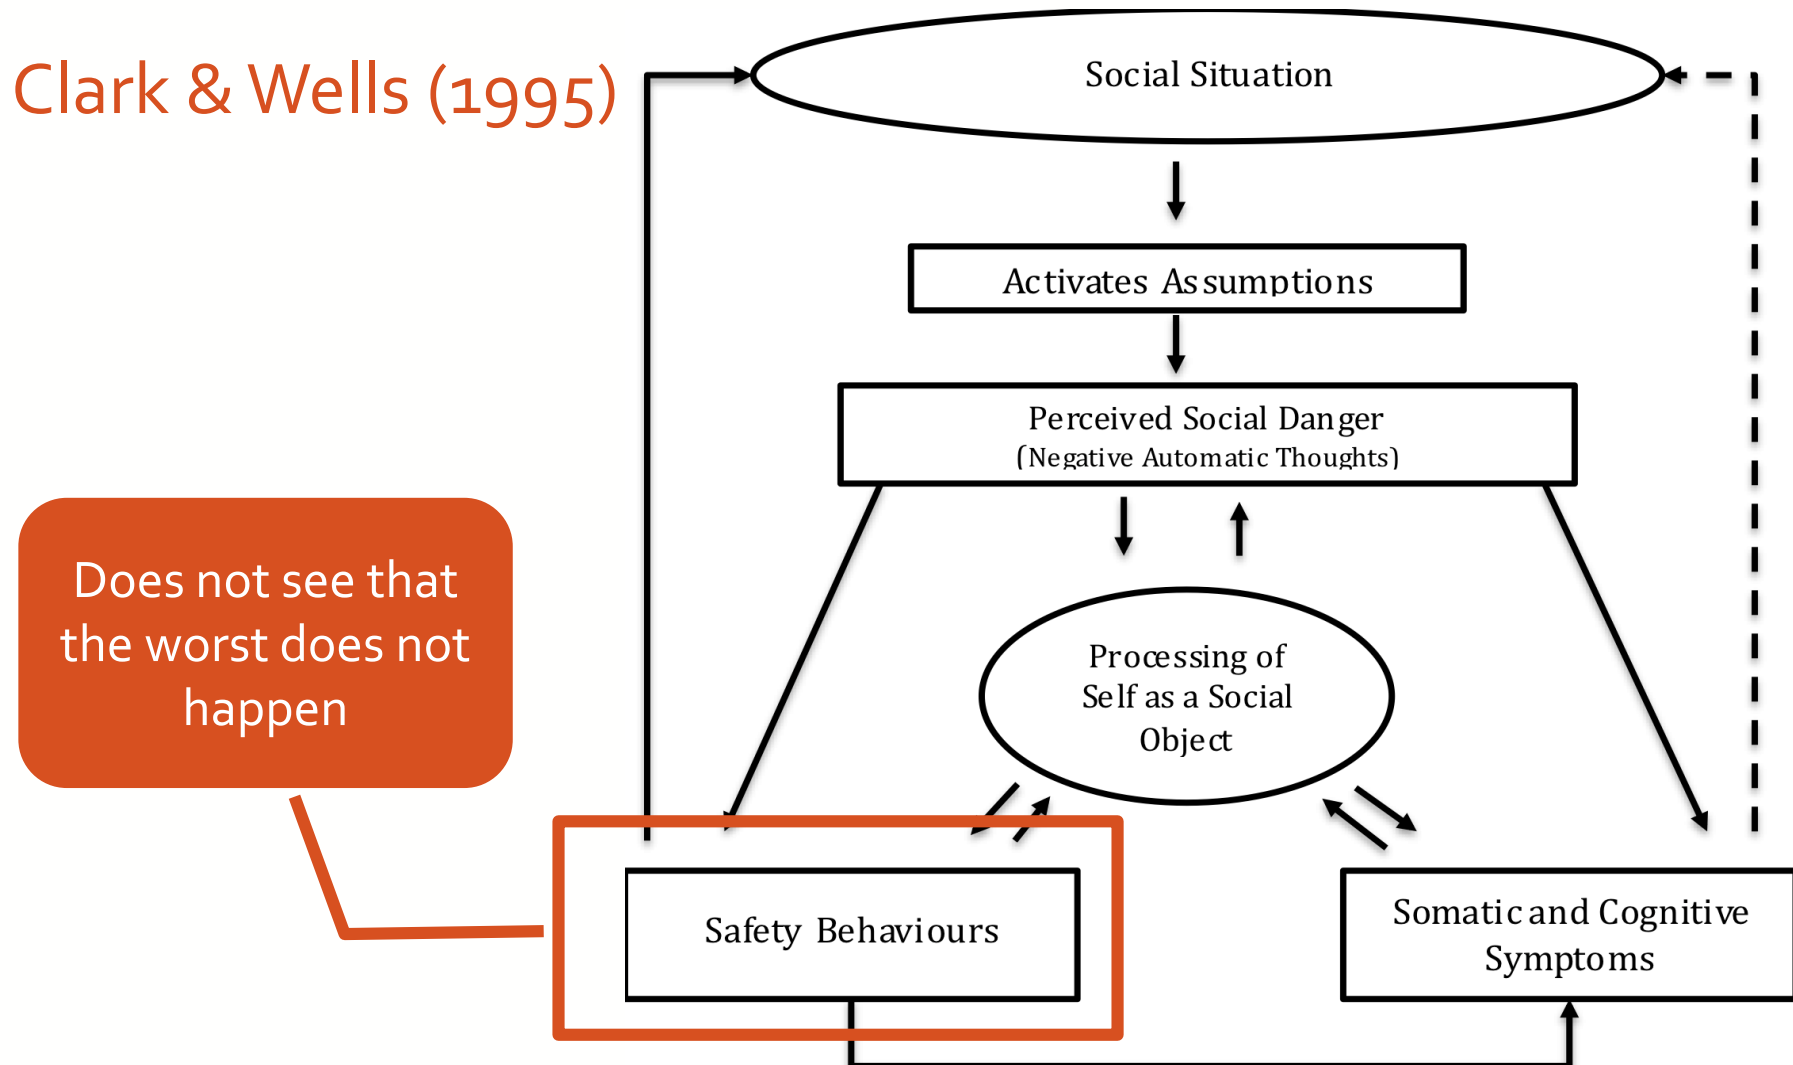 Clark & Wells (1995)
Social Situation
Activates Assumptions
Perceived Social Danger
(Negative Automatic Thoughts)
Does not see that
the worst does not
happen
Processing of
Self as a Social
Object
Safety Behaviours
Somatic and Cognitive
Symptoms